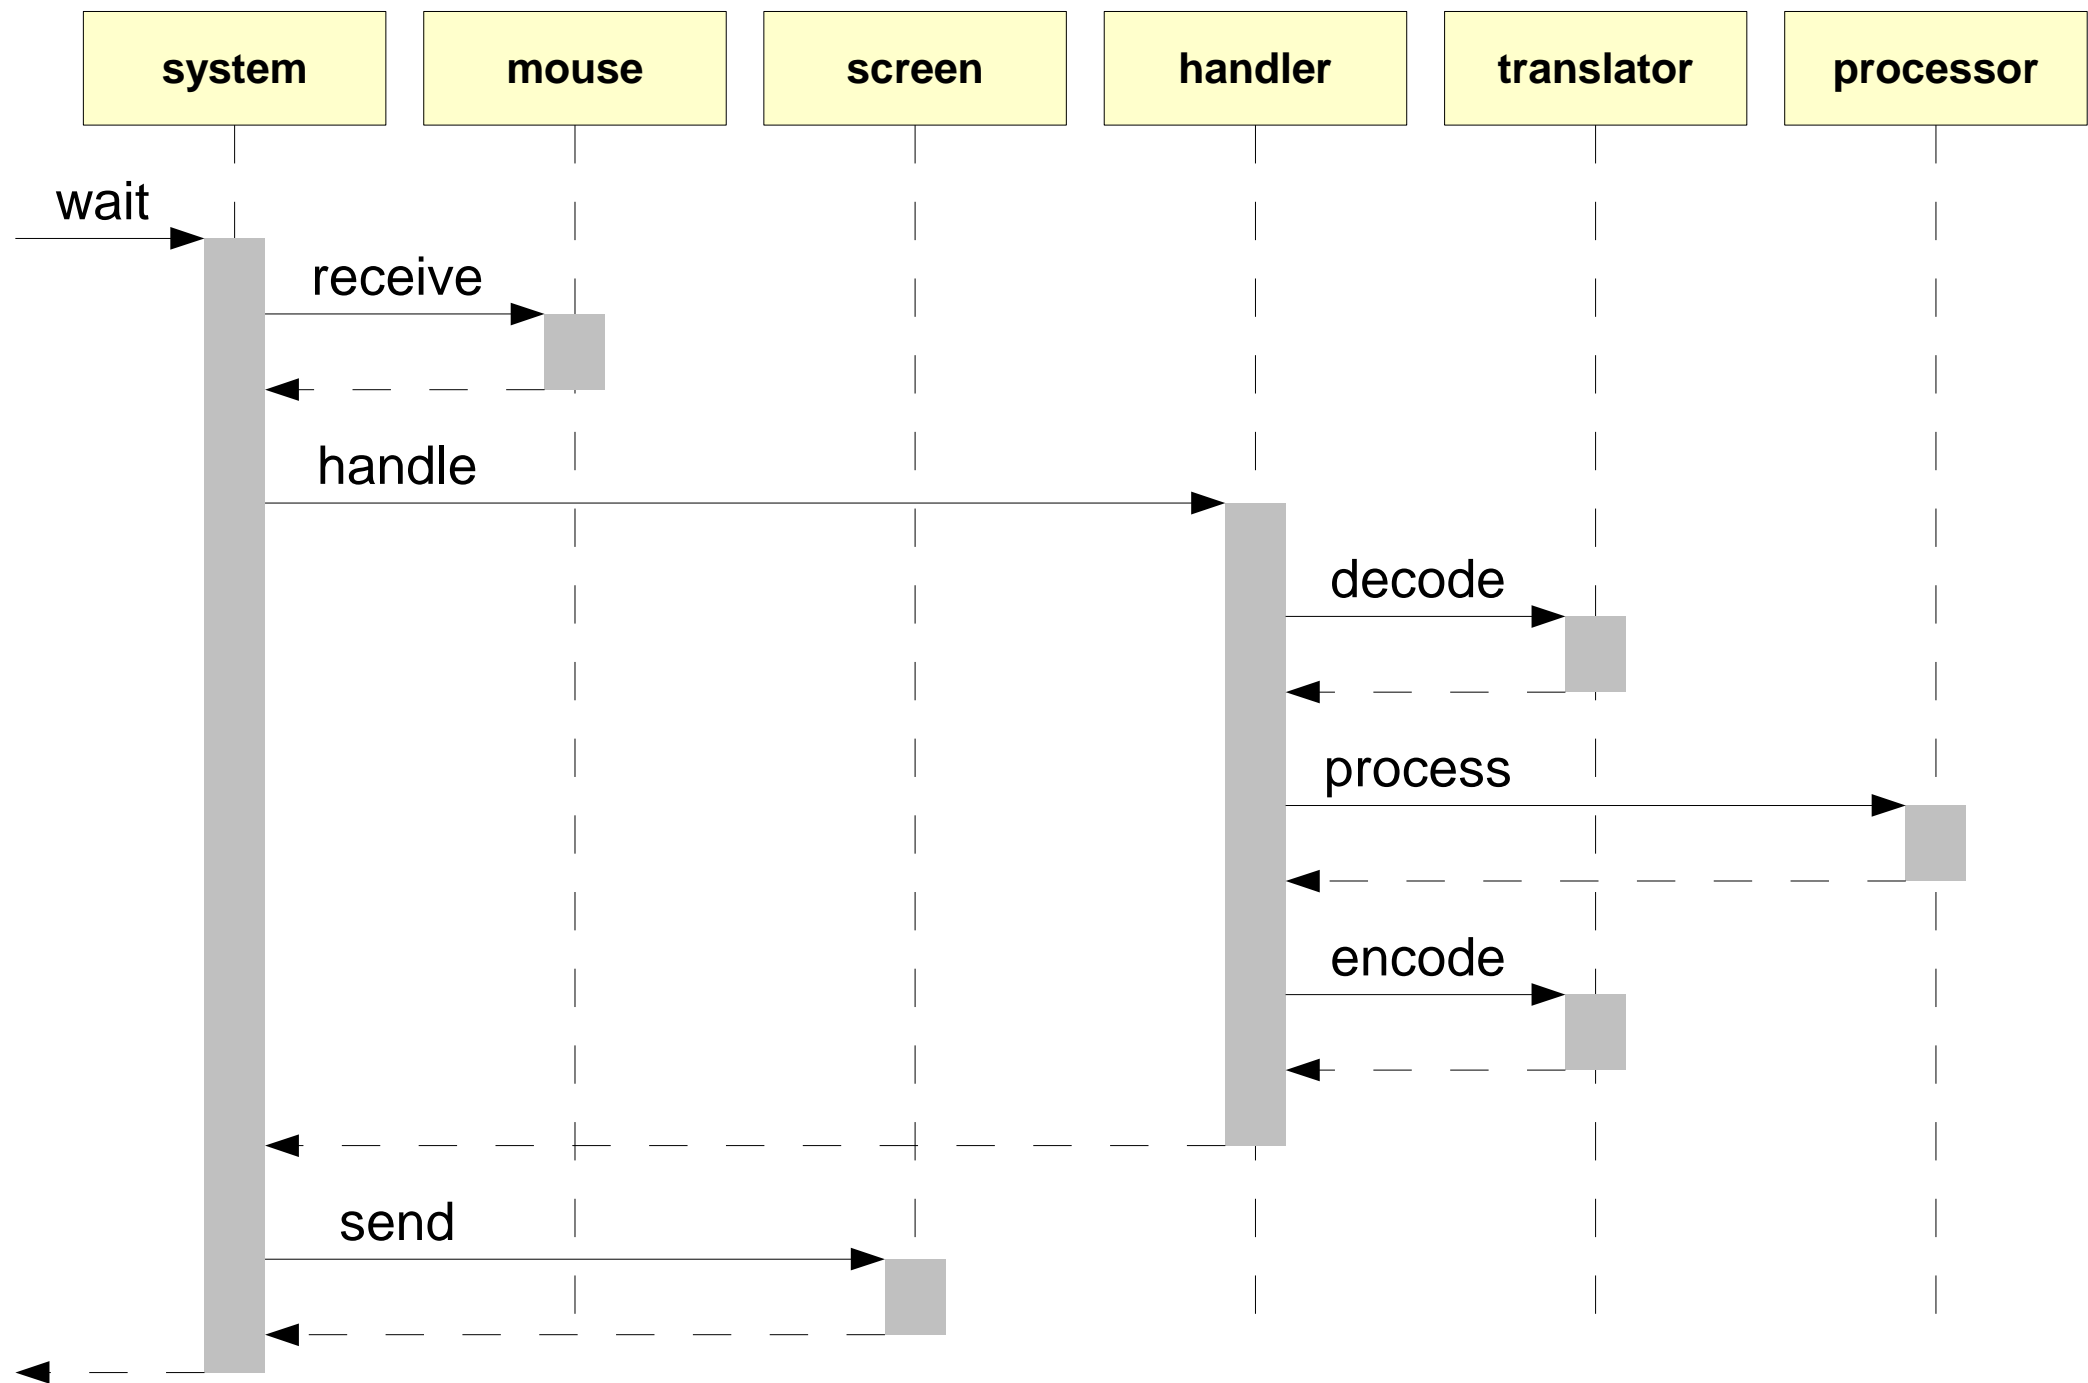 system
mouse
screen
handler
translator
processor
wait
receive
handle
decode
process
encode
send